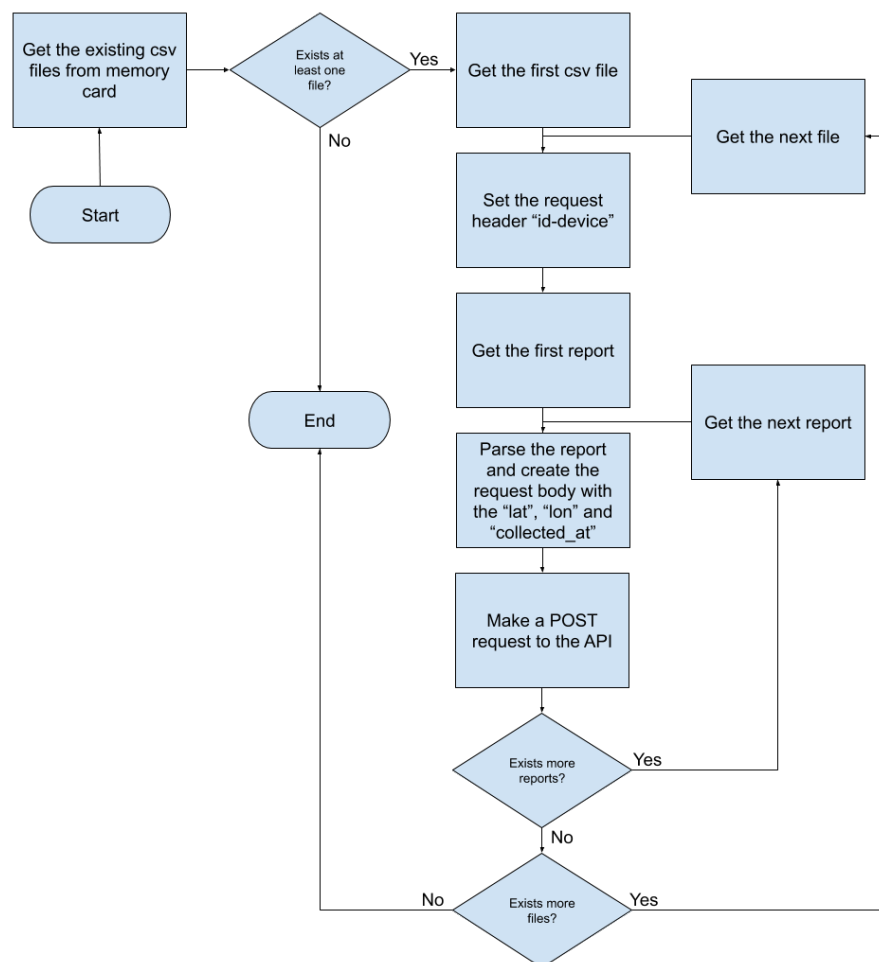 Get the existing csv
files from memory
card
Exists at
least one
file?
Yes
Get the first csv file
Get the next file
No
Start
Set the request
header “id-device”
Get the first report
End
Get the next report
Parse the report
and create the
request body with
the “lat”, “lon” and
“collected_at”
Make a POST
request to the API
Exists more
reports?
Yes
No
Exists more
files?
No
Yes